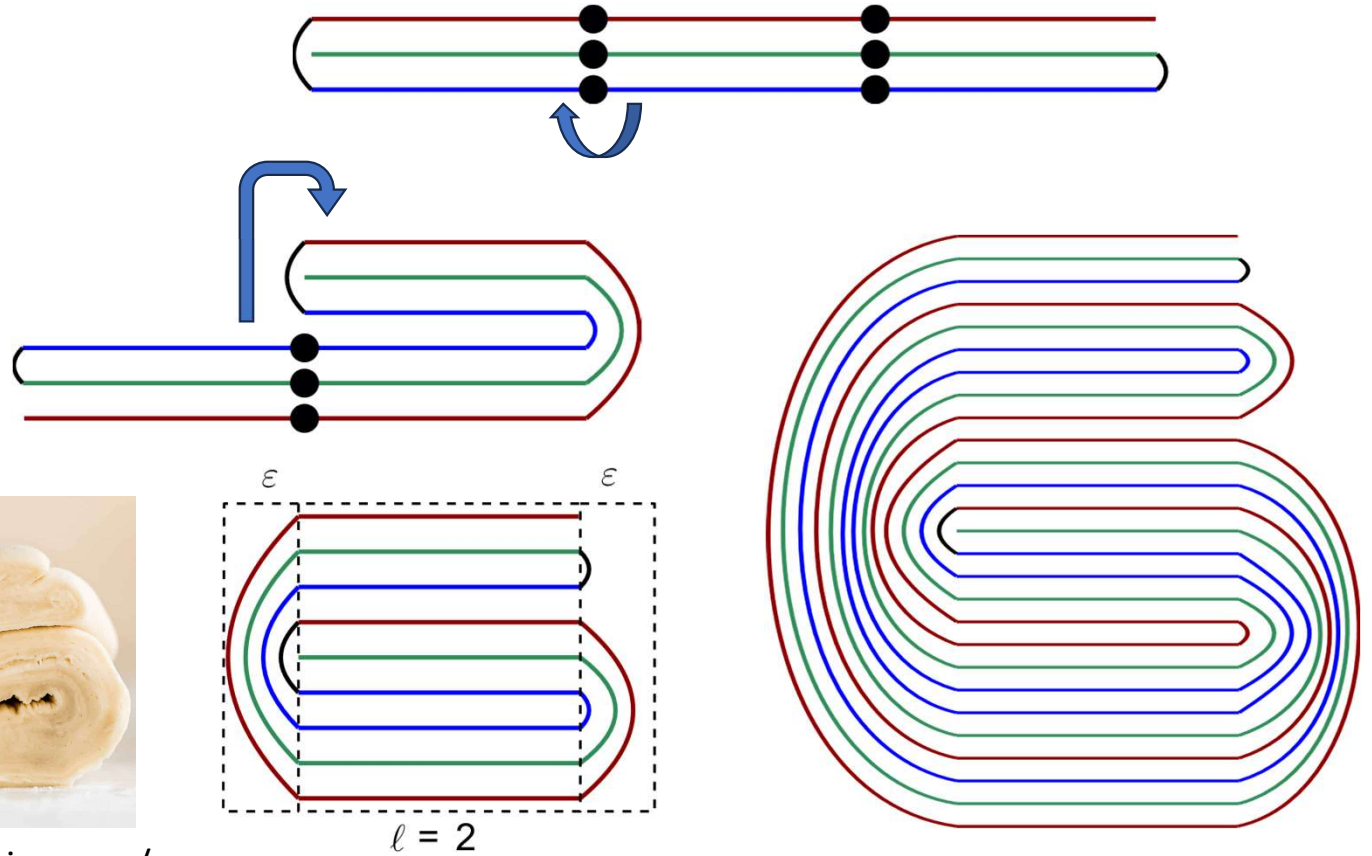 ε ε
ℓ = 2